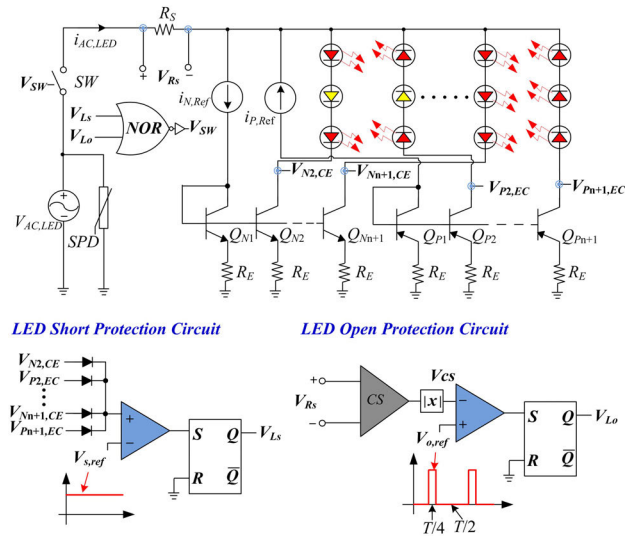 R_S
i_AC,LED
+ V_Rs −
V_SW SW
i_N,Ref
i_P,Ref
V_Ls
V_Lo
NOR
V_SW
V_N2,CE
V_Nn+1,CE
V_P2,EC
V_Pn+1,EC
V_AC,LED
+
−
SPD
Q_N1 Q_N2 Q_Nn+1 Q_P1 Q_P2 Q_Pn+1
R_E R_E R_E R_E R_E R_E
LED Short Protection Circuit
V_N2,CE
V_P2,EC
V_Nn+1,CE
V_Pn+1,EC
+
−
V_s,ref
S Q
R Q̅
V_Ls
LED Open Protection Circuit
+
V_Rs
−
CS
|x|
V_CS
−
+
V_o,ref
S Q
R Q̅
V_Lo
T/4 T/2